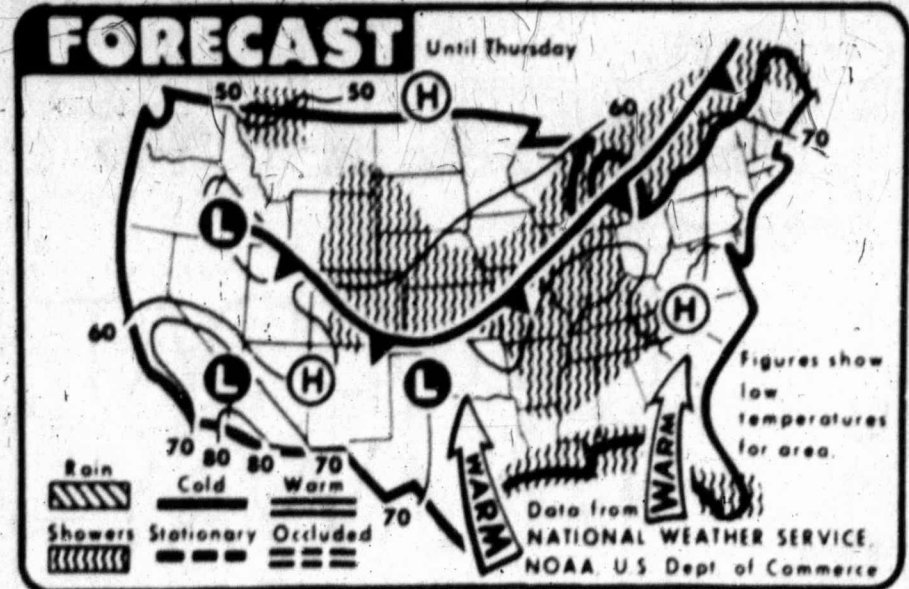 FORECAST
Until Thursday
50
50
H
60
70
L
H
60
L
H
L
Figures show
low
temperatures
for area.
70
80
80
70
70
WARM
WARM
Rain
Cold
Warm
Showers
Stationary
Occluded
Data from
NATIONAL WEATHER SERVICE,
NOAA, U.S. Dept. of Commerce